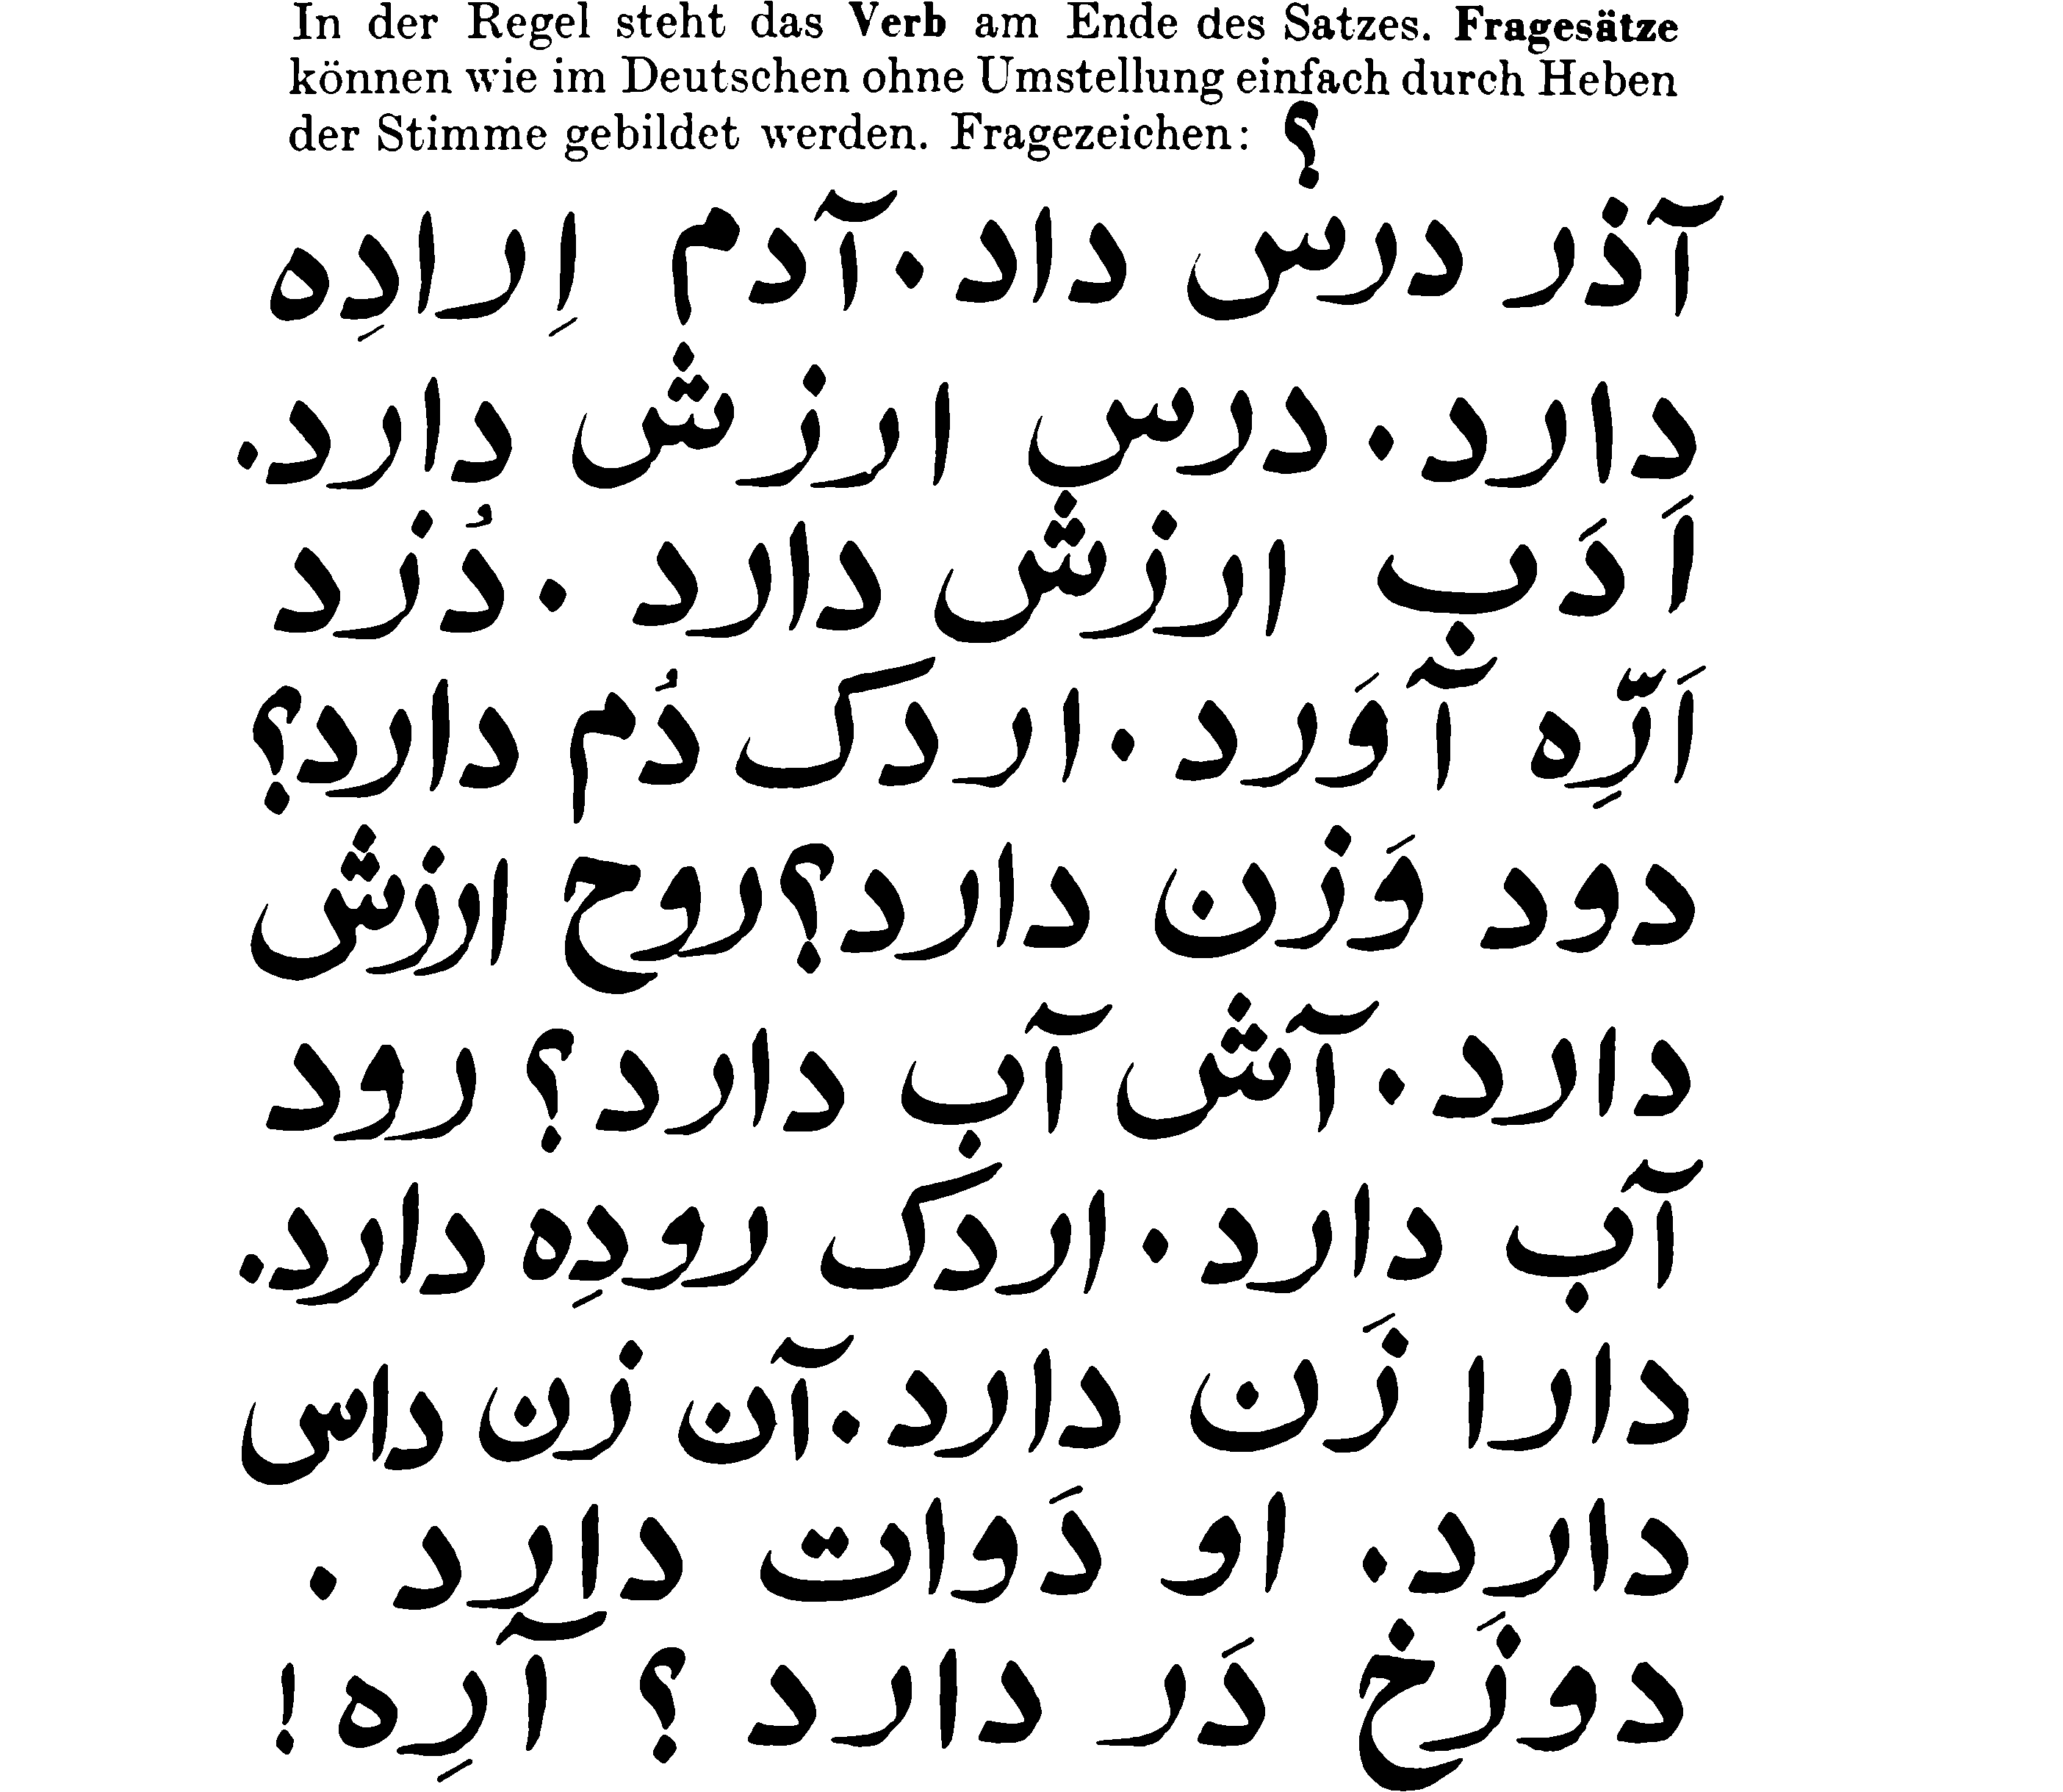 In der Regel steht das Verb am Ende des Satzes. Fragesätze
können wie im Deutschen ohne Umstellung einfach durch Heben
der Stimme gebildet werden. Fragezeichen: ؟
آذر درس داد. آدم اِرادِه
دارد. درس ارزش دارد.
اَدَب ارزش دارد. دُزد
اَرِّه آوَرد. اردک دُم دارد؟
دود وَزن دارد؟ روح ارزش
دارد. آش آب دارد؟ رود
آب دارد. اردک رودِه دارد.
دارا زَن دارد. آن زن داس
دارد. او دَوات دارد.
دوزَخ دَر دارد؟ آرِه!